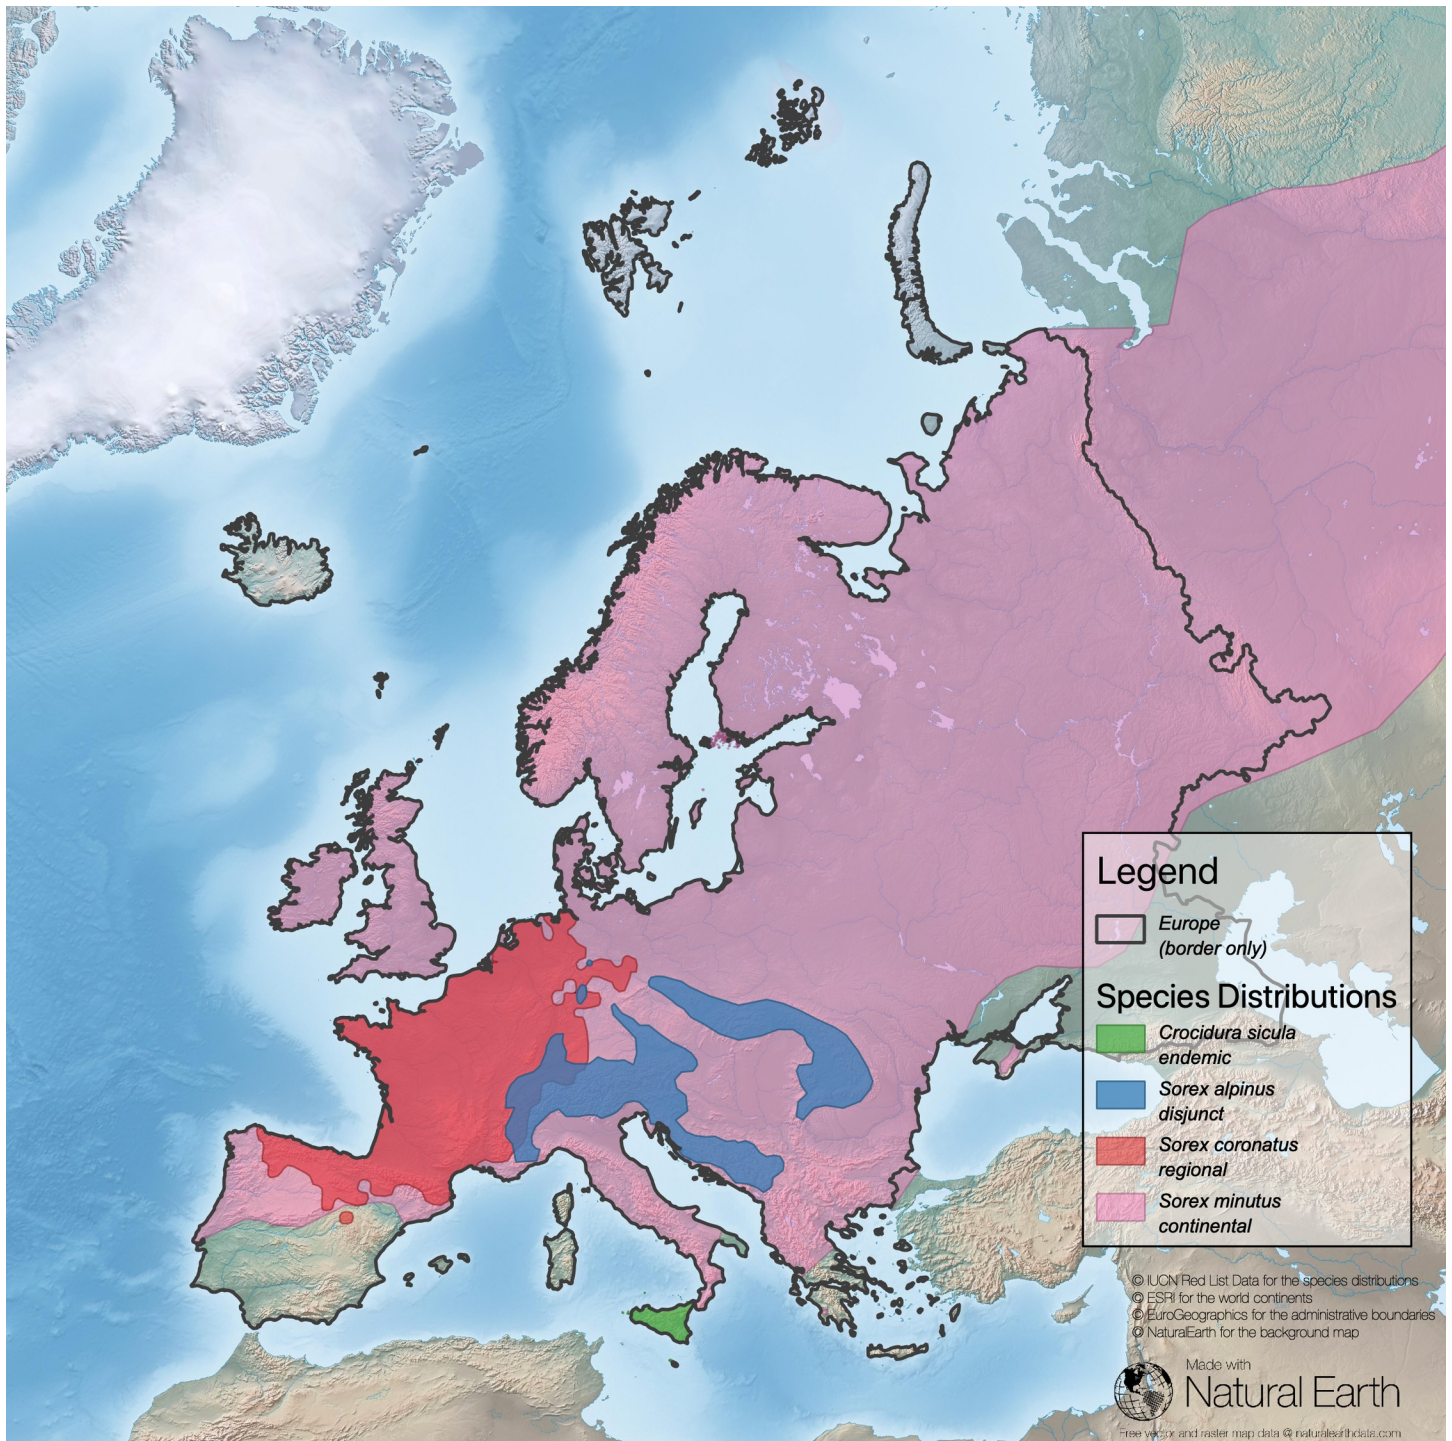 Legend
Europe
(border only)
Species Distributions
Crocidura sicula
endemic
Sorex alpinus
disjunct
Sorex coronatus
regional
Sorex minutus
continental
© IUCN Red List Data for the species distributions
© ESRI for the world continents
© EuroGeographics for the administrative boundaries
© NaturalEarth for the background map
Made with
Natural Earth
Free vector and raster map data @ naturalearthdata.com